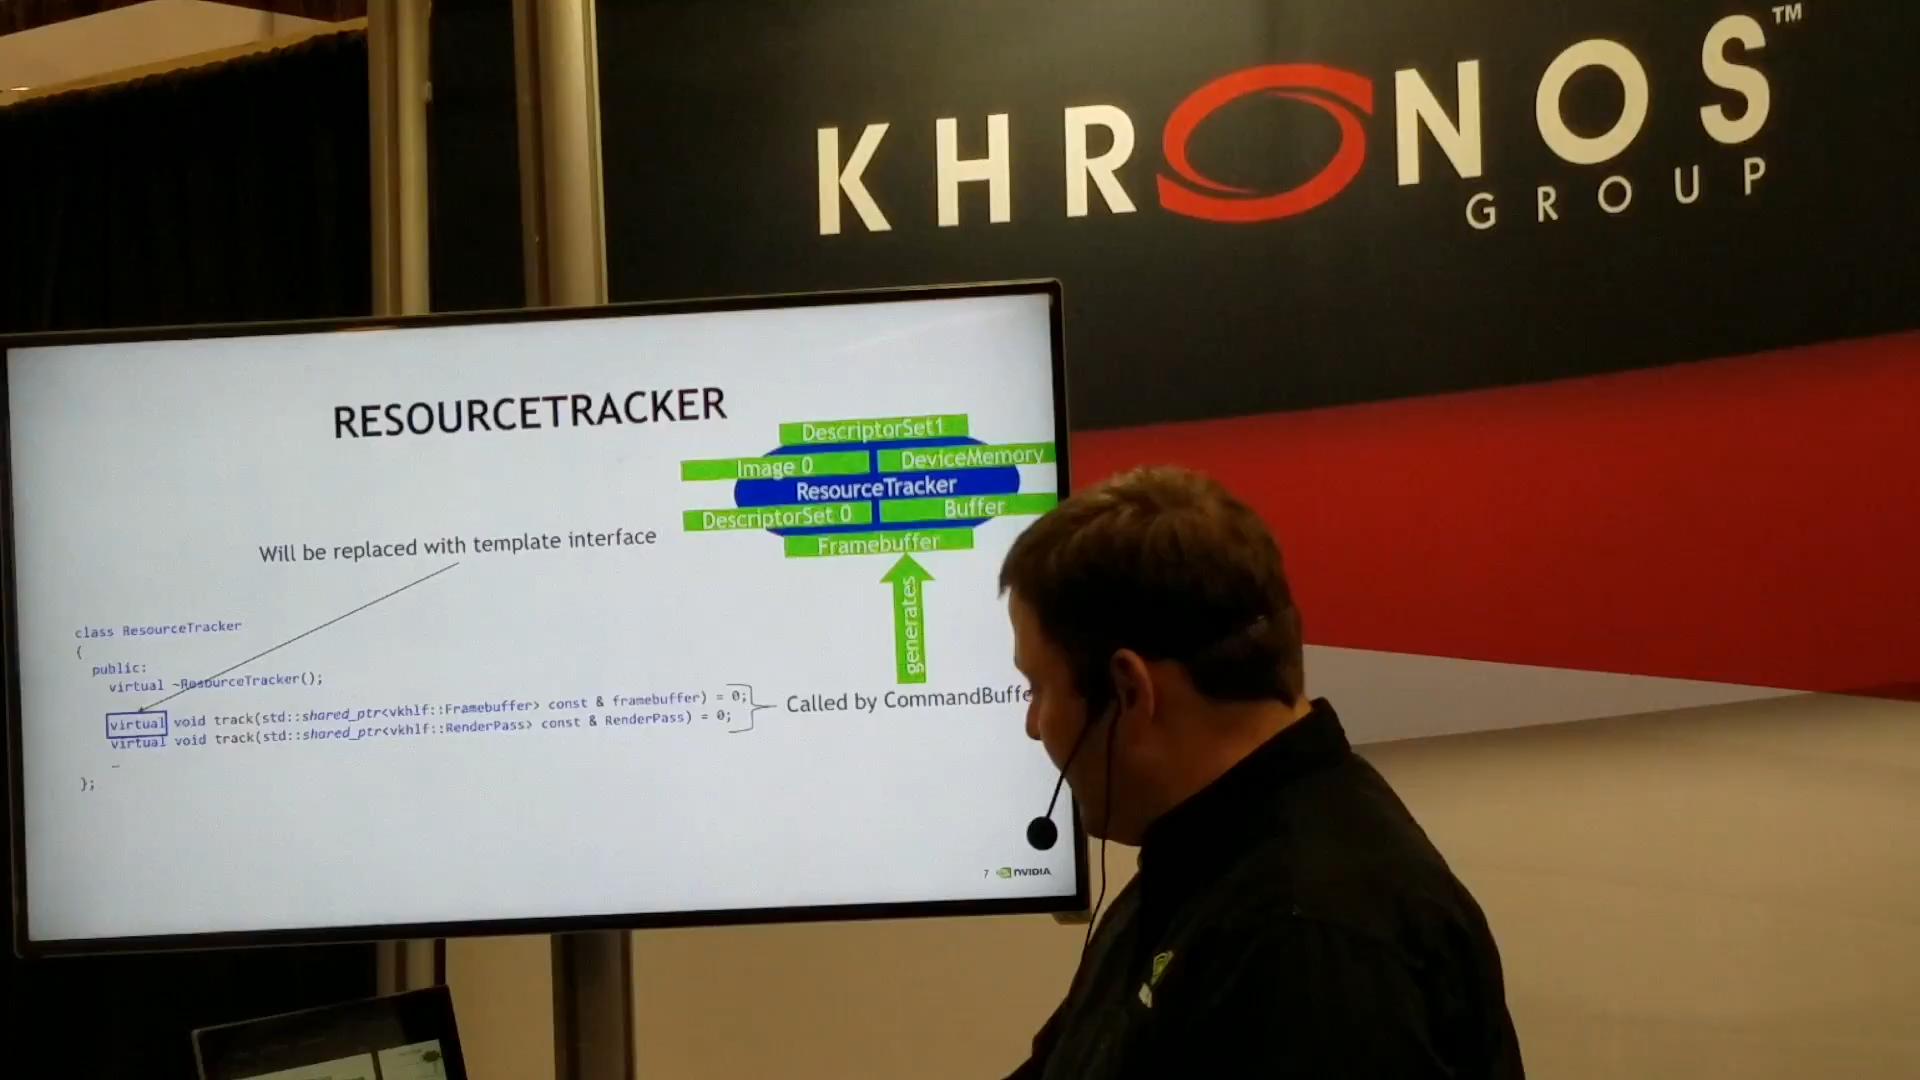 KHRONOS™
GROUP
RESOURCETRACKER
DescriptorSet1
Image 0
DeviceMemory
ResourceTracker
DescriptorSet 0
Buffer
Framebuffer
generates
Will be replaced with template interface
class ResourceTracker
{
public:
virtual ~ResourceTracker();
virtual void track(std::shared_ptr<vkhlf::Framebuffer> const & framebuffer) = 0;
virtual void track(std::shared_ptr<vkhlf::RenderPass> const & RenderPass) = 0;
…
};
Called by CommandBuffe
7 NVIDIA